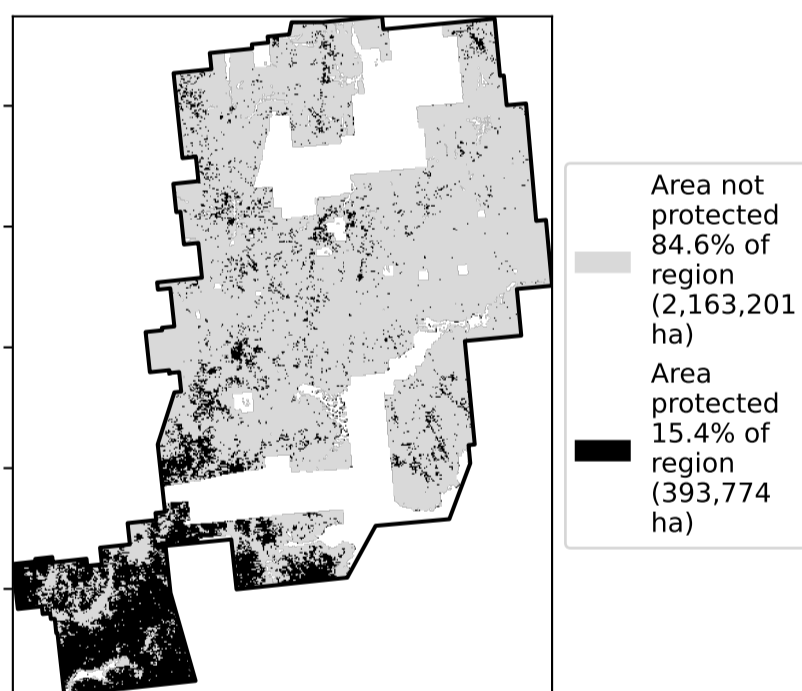 Area not
protected
84.6% of
region
(2,163,201
ha)
Area
protected
15.4% of
region
(393,774
ha)